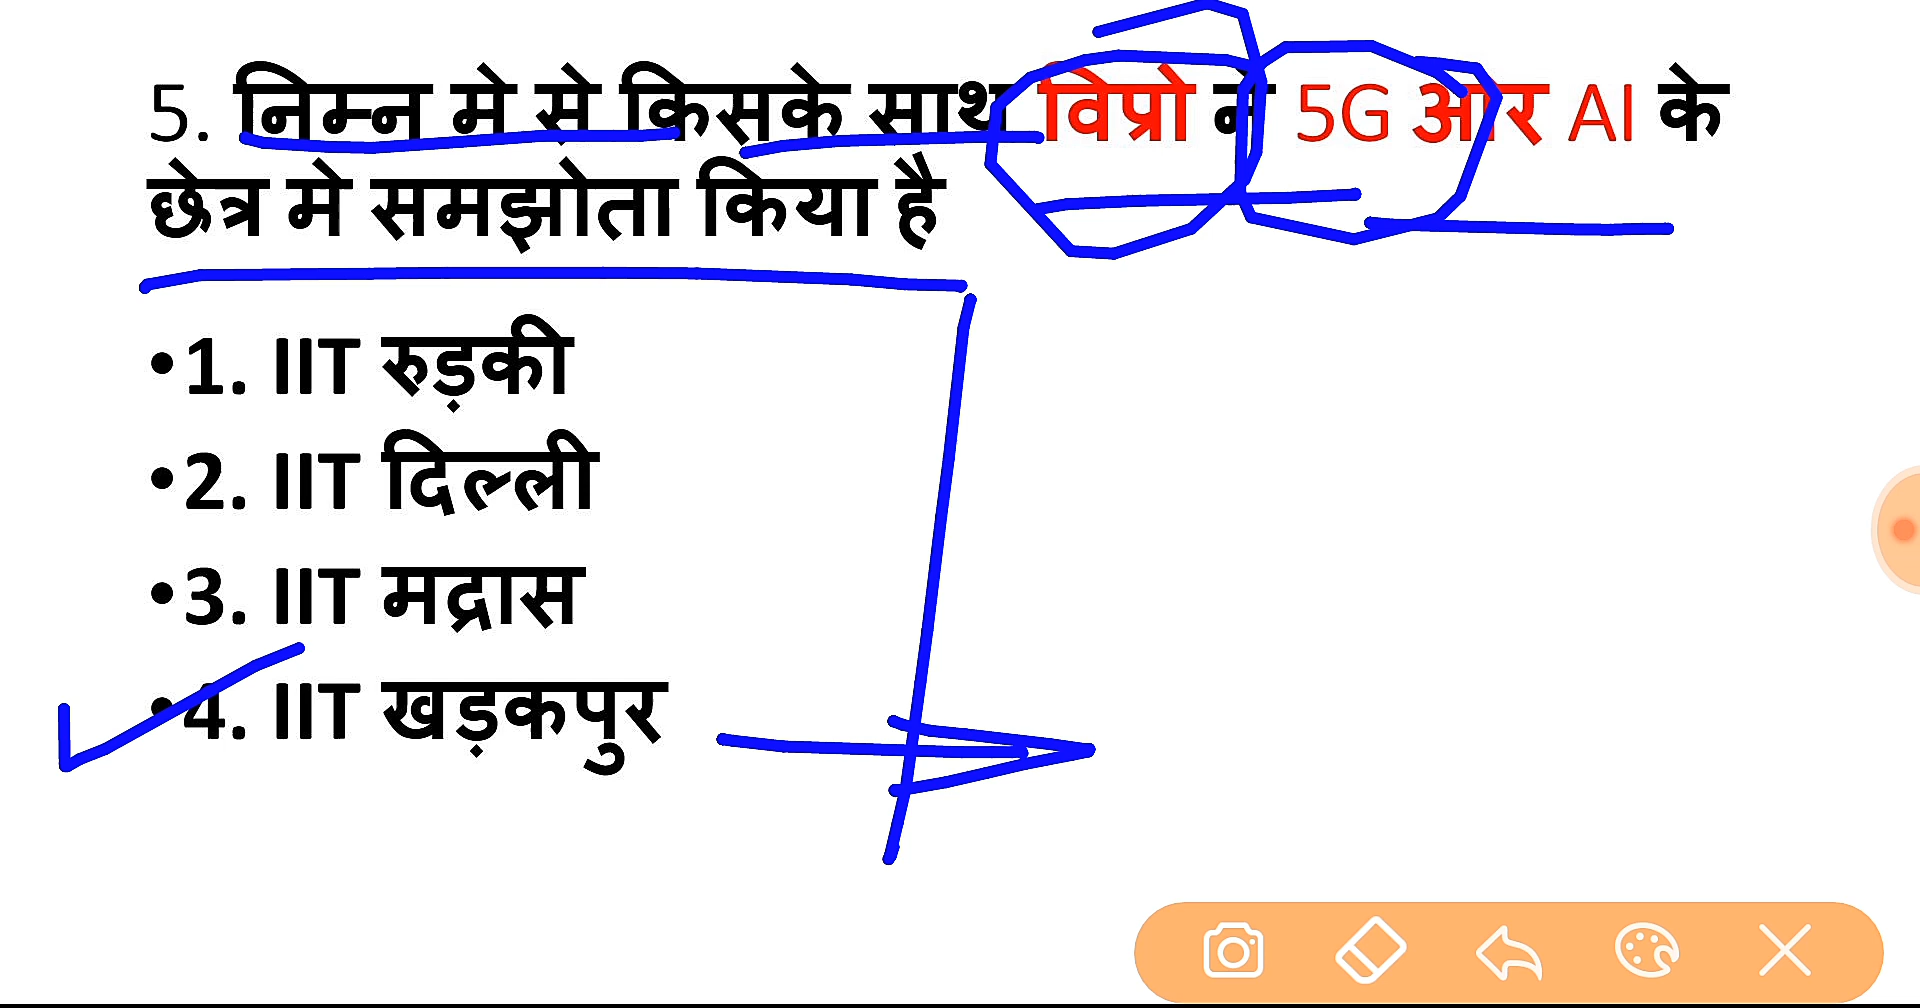 5. निम्न मे से किसके साथ विप्रो ने 5G और AI के
छेत्र मे समझोता किया है
•1. IIT रुड़की
•2. IIT दिल्ली
•3. IIT मद्रास
•4. IIT खड़कपुर